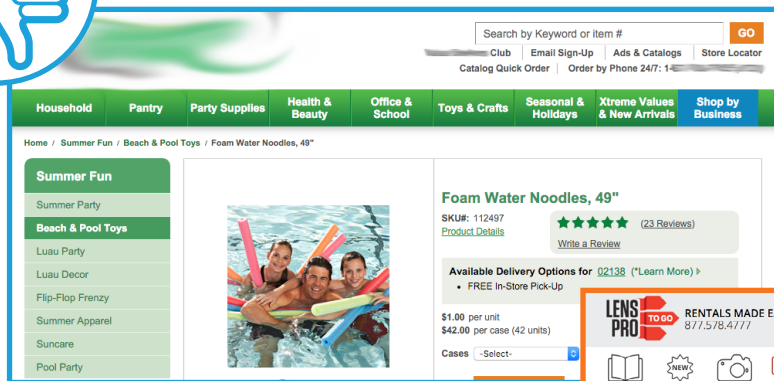 Search by Keyword or item #
GO
Club
Email Sign-Up
Ads & Catalogs
Store Locator
Catalog Quick Order
Order by Phone 24/7: 1-
Household
Pantry
Party Supplies
Health & Beauty
Office & School
Toys & Crafts
Seasonal & Holidays
Xtreme Values & New Arrivals
Shop by Business
Home / Summer Fun / Beach & Pool Toys / Foam Water Noodles, 49"
Summer Fun
Summer Party
Beach & Pool Toys
Luau Party
Luau Decor
Flip-Flop Frenzy
Summer Apparel
Suncare
Pool Party
Foam Water Noodles, 49"
SKU#: 112497
Product Details
(23 Reviews)
Write a Review
Available Delivery Options for 02138 (*Learn More)
• FREE In-Store Pick-Up
$1.00 per unit
$42.00 per case (42 units)
Cases -Select-
LENS PRO TO GO
RENTALS MADE E
877.578.4777
NEW